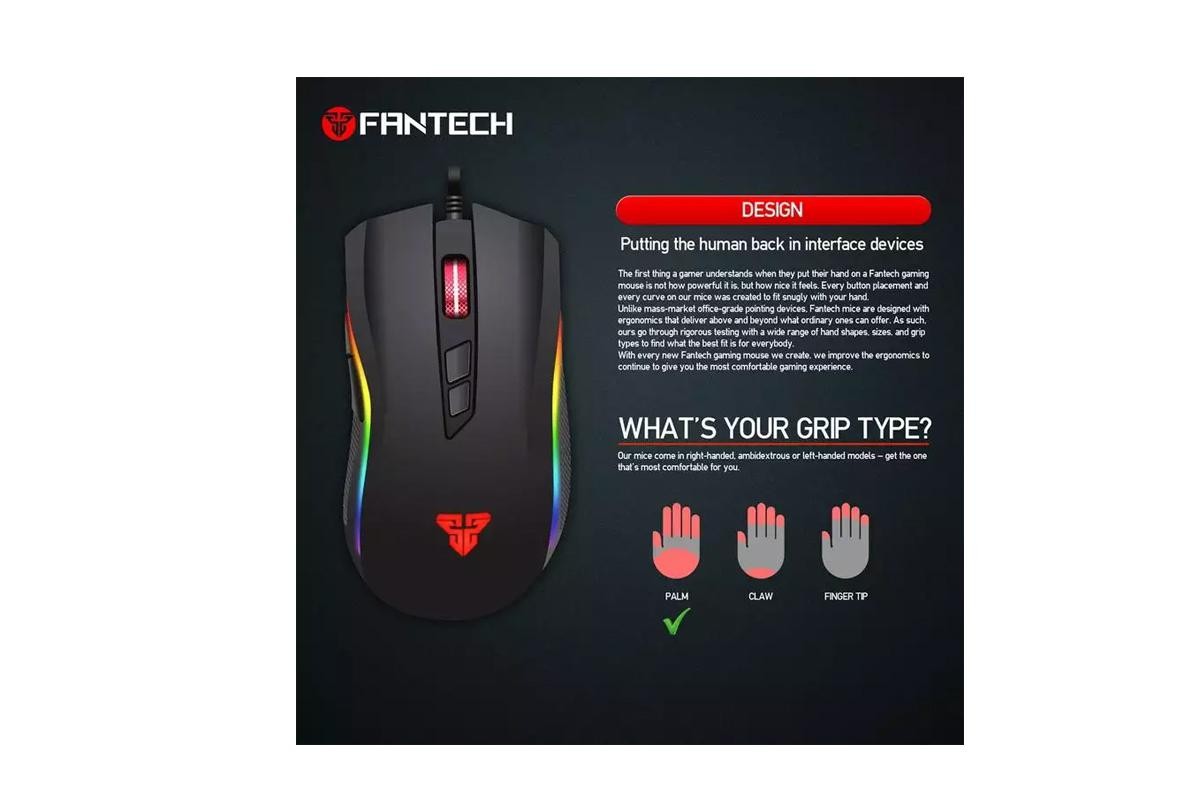 FANTECH
DESIGN
Putting the human back in interface devices
The first thing a gamer understands when they put their hand on a Fantech gaming
mouse is not how powerful it is, but how nice it feels. Every button placement and
every curve on our mice was created to fit snugly with your hand.
Unlike mass-market office-grade pointing devices, Fantech mice are designed with
ergonomics that deliver above and beyond what ordinary ones can offer. As such,
ours go through rigorous testing with a wide range of hand shapes, sizes, and grip
types to find what the best fit is for everybody.
With every new Fantech gaming mouse we create, we improve the ergonomics to
continue to give you the most comfortable gaming experience.
WHAT'S YOUR GRIP TYPE?
Our mice come in right-handed, ambidextrous or left-handed models – get the one
that's most comfortable for you.
PALM
CLAW
FINGER TIP